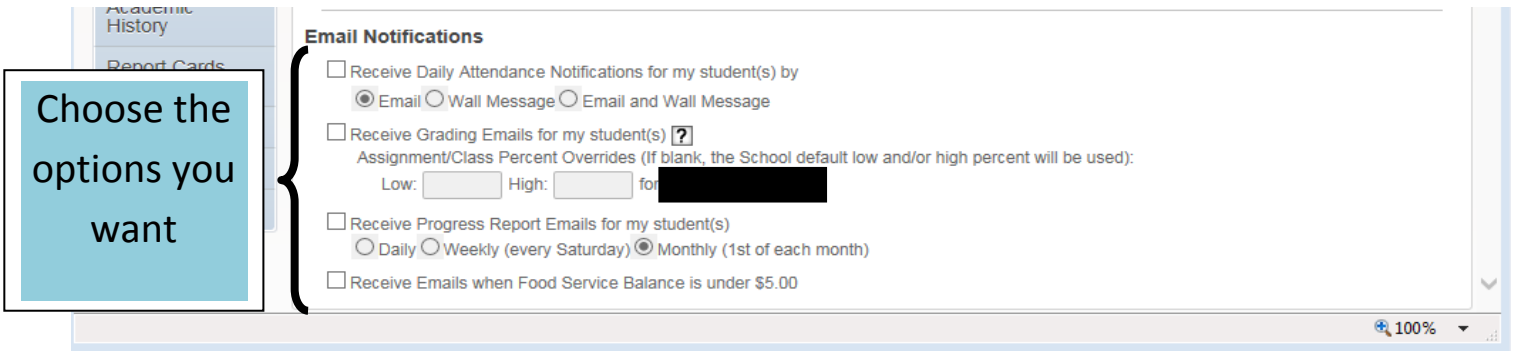 Academic
History
Report Cards
Choose the
options you
want
Email Notifications
Receive Daily Attendance Notifications for my student(s) by
Email Wall Message Email and Wall Message
Receive Grading Emails for my student(s) ?
Assignment/Class Percent Overrides (If blank, the School default low and/or high percent will be used):
Low: High: for
Receive Progress Report Emails for my student(s)
Daily Weekly (every Saturday) Monthly (1st of each month)
Receive Emails when Food Service Balance is under $5.00
100%